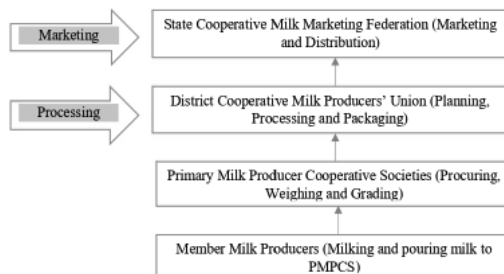 Marketing
State Cooperative Milk Marketing Federation (Marketing
and Distribution)
Processing
District Cooperative Milk Producers' Union (Planning,
Processing and Packaging)
Primary Milk Producer Cooperative Societies (Procuring,
Weighing and Grading)
Member Milk Producers (Milking and pouring milk to
PMPCS)